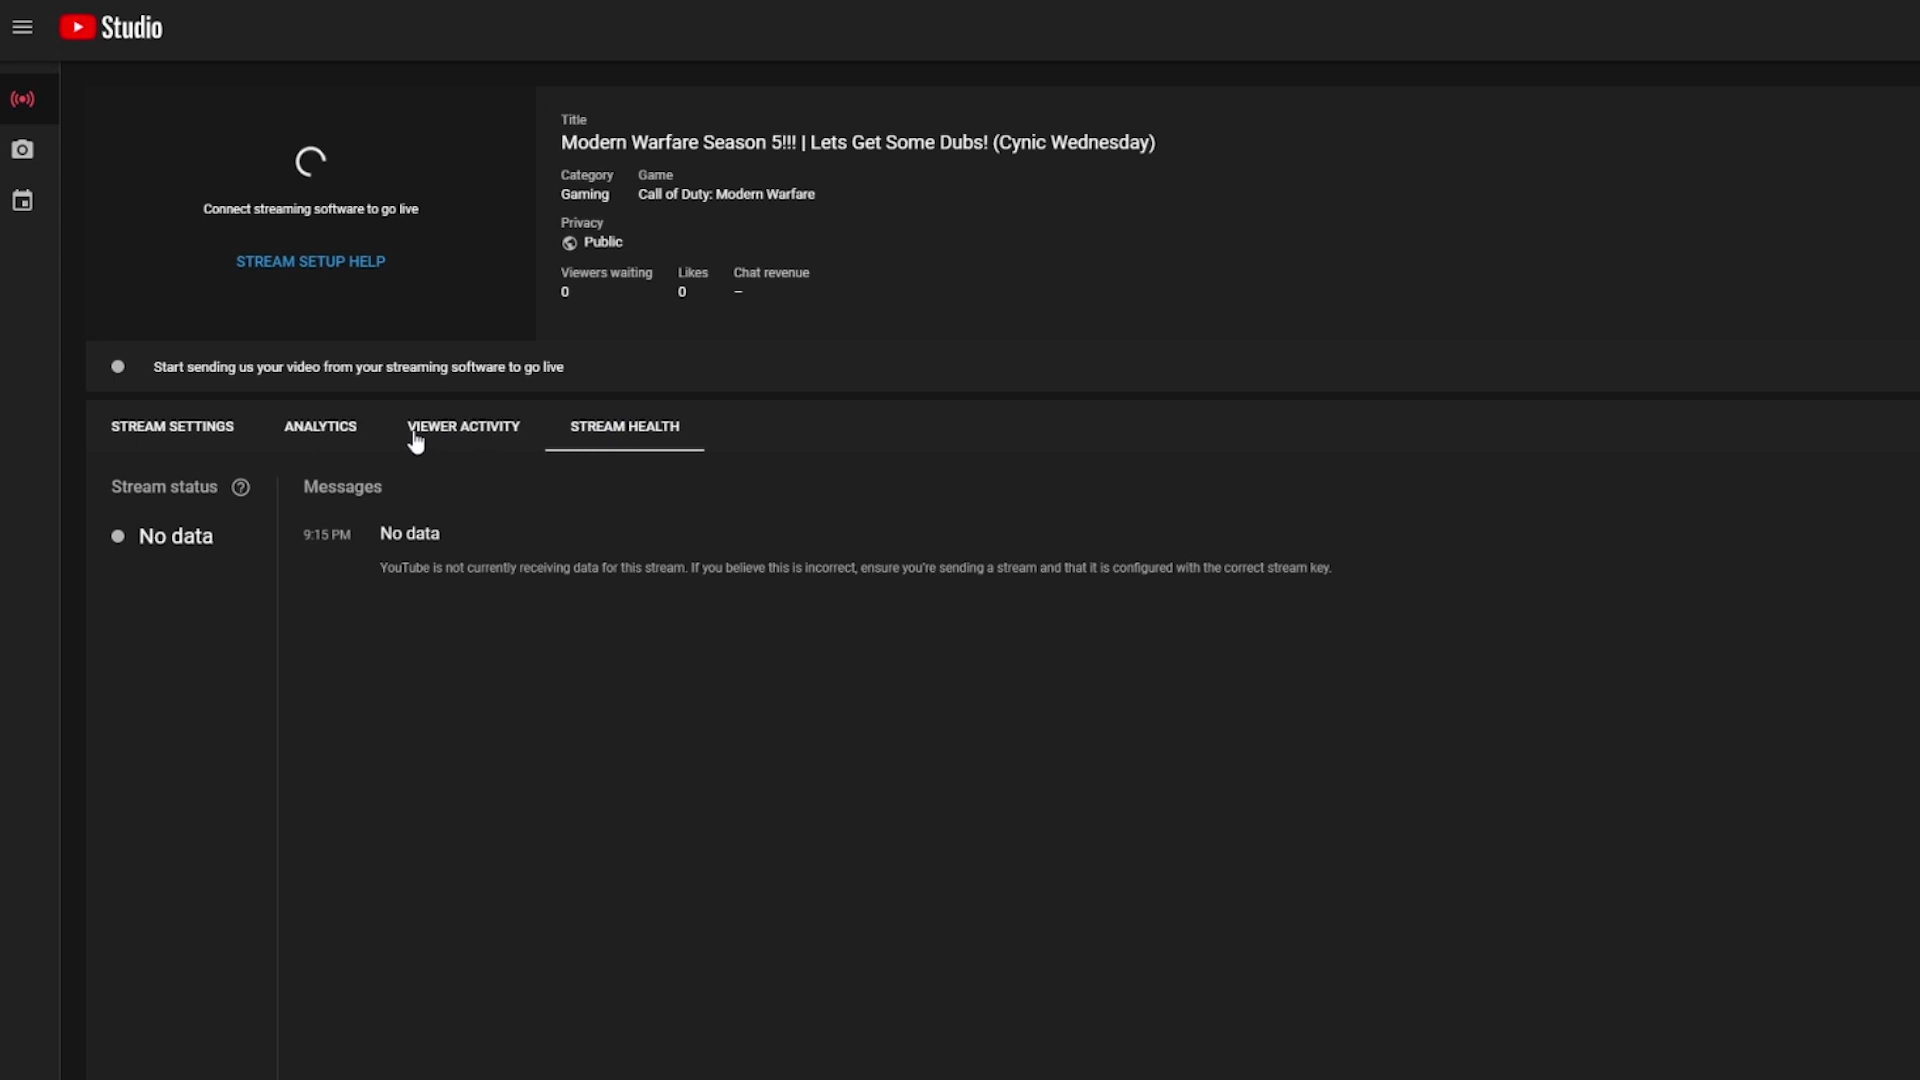 Studio
Connect streaming software to go live
STREAM SETUP HELP
Title
Modern Warfare Season 5!!! | Lets Get Some Dubs! (Cynic Wednesday)
Category Game
Gaming Call of Duty: Modern Warfare
Privacy
Public
Viewers waiting Likes Chat revenue
0 0 –
Start sending us your video from your streaming software to go live
STREAM SETTINGS ANALYTICS VIEWER ACTIVITY STREAM HEALTH
Stream status Messages
No data
9:15 PM No data
YouTube is not currently receiving data for this stream. If you believe this is incorrect, ensure you're sending a stream and that it is configured with the correct stream key.